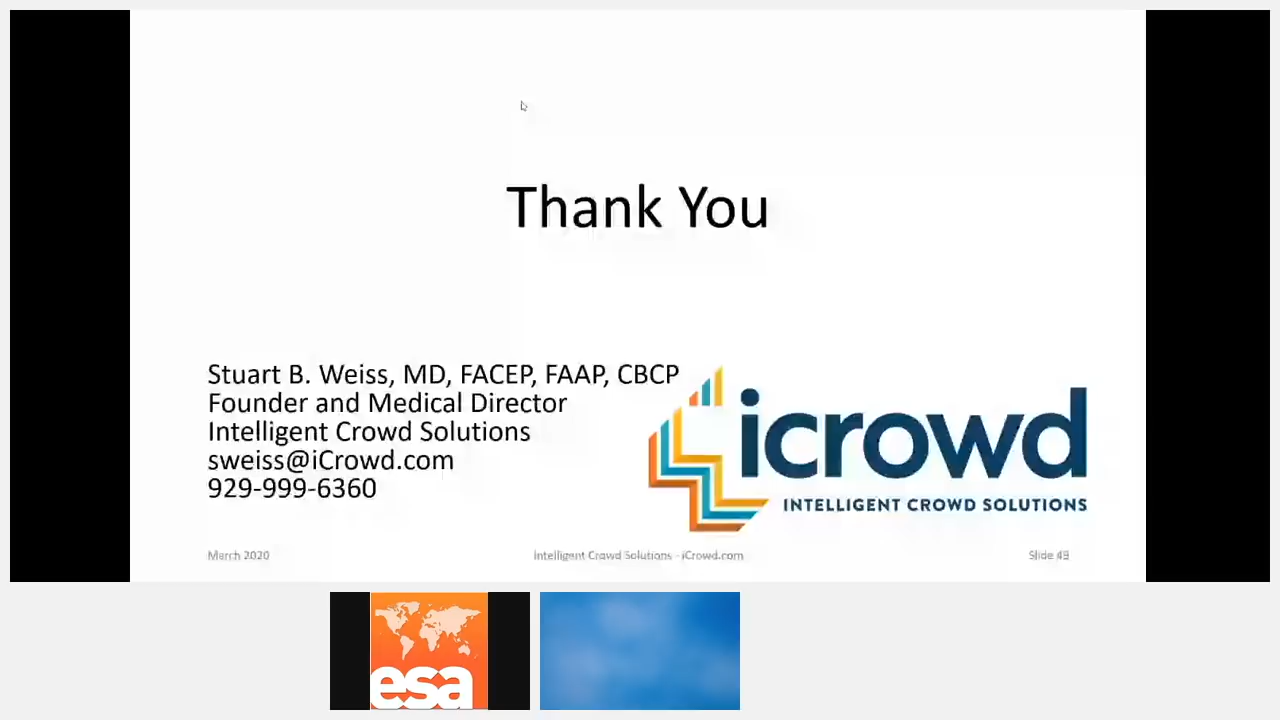 Thank You
Stuart B. Weiss, MD, FACEP, FAAP, CBCP
Founder and Medical Director
Intelligent Crowd Solutions
sweiss@iCrowd.com
929-999-6360
icrowd
INTELLIGENT CROWD SOLUTIONS
March 2020
Intelligent Crowd Solutions - iCrowd.com
Slide 49
esa